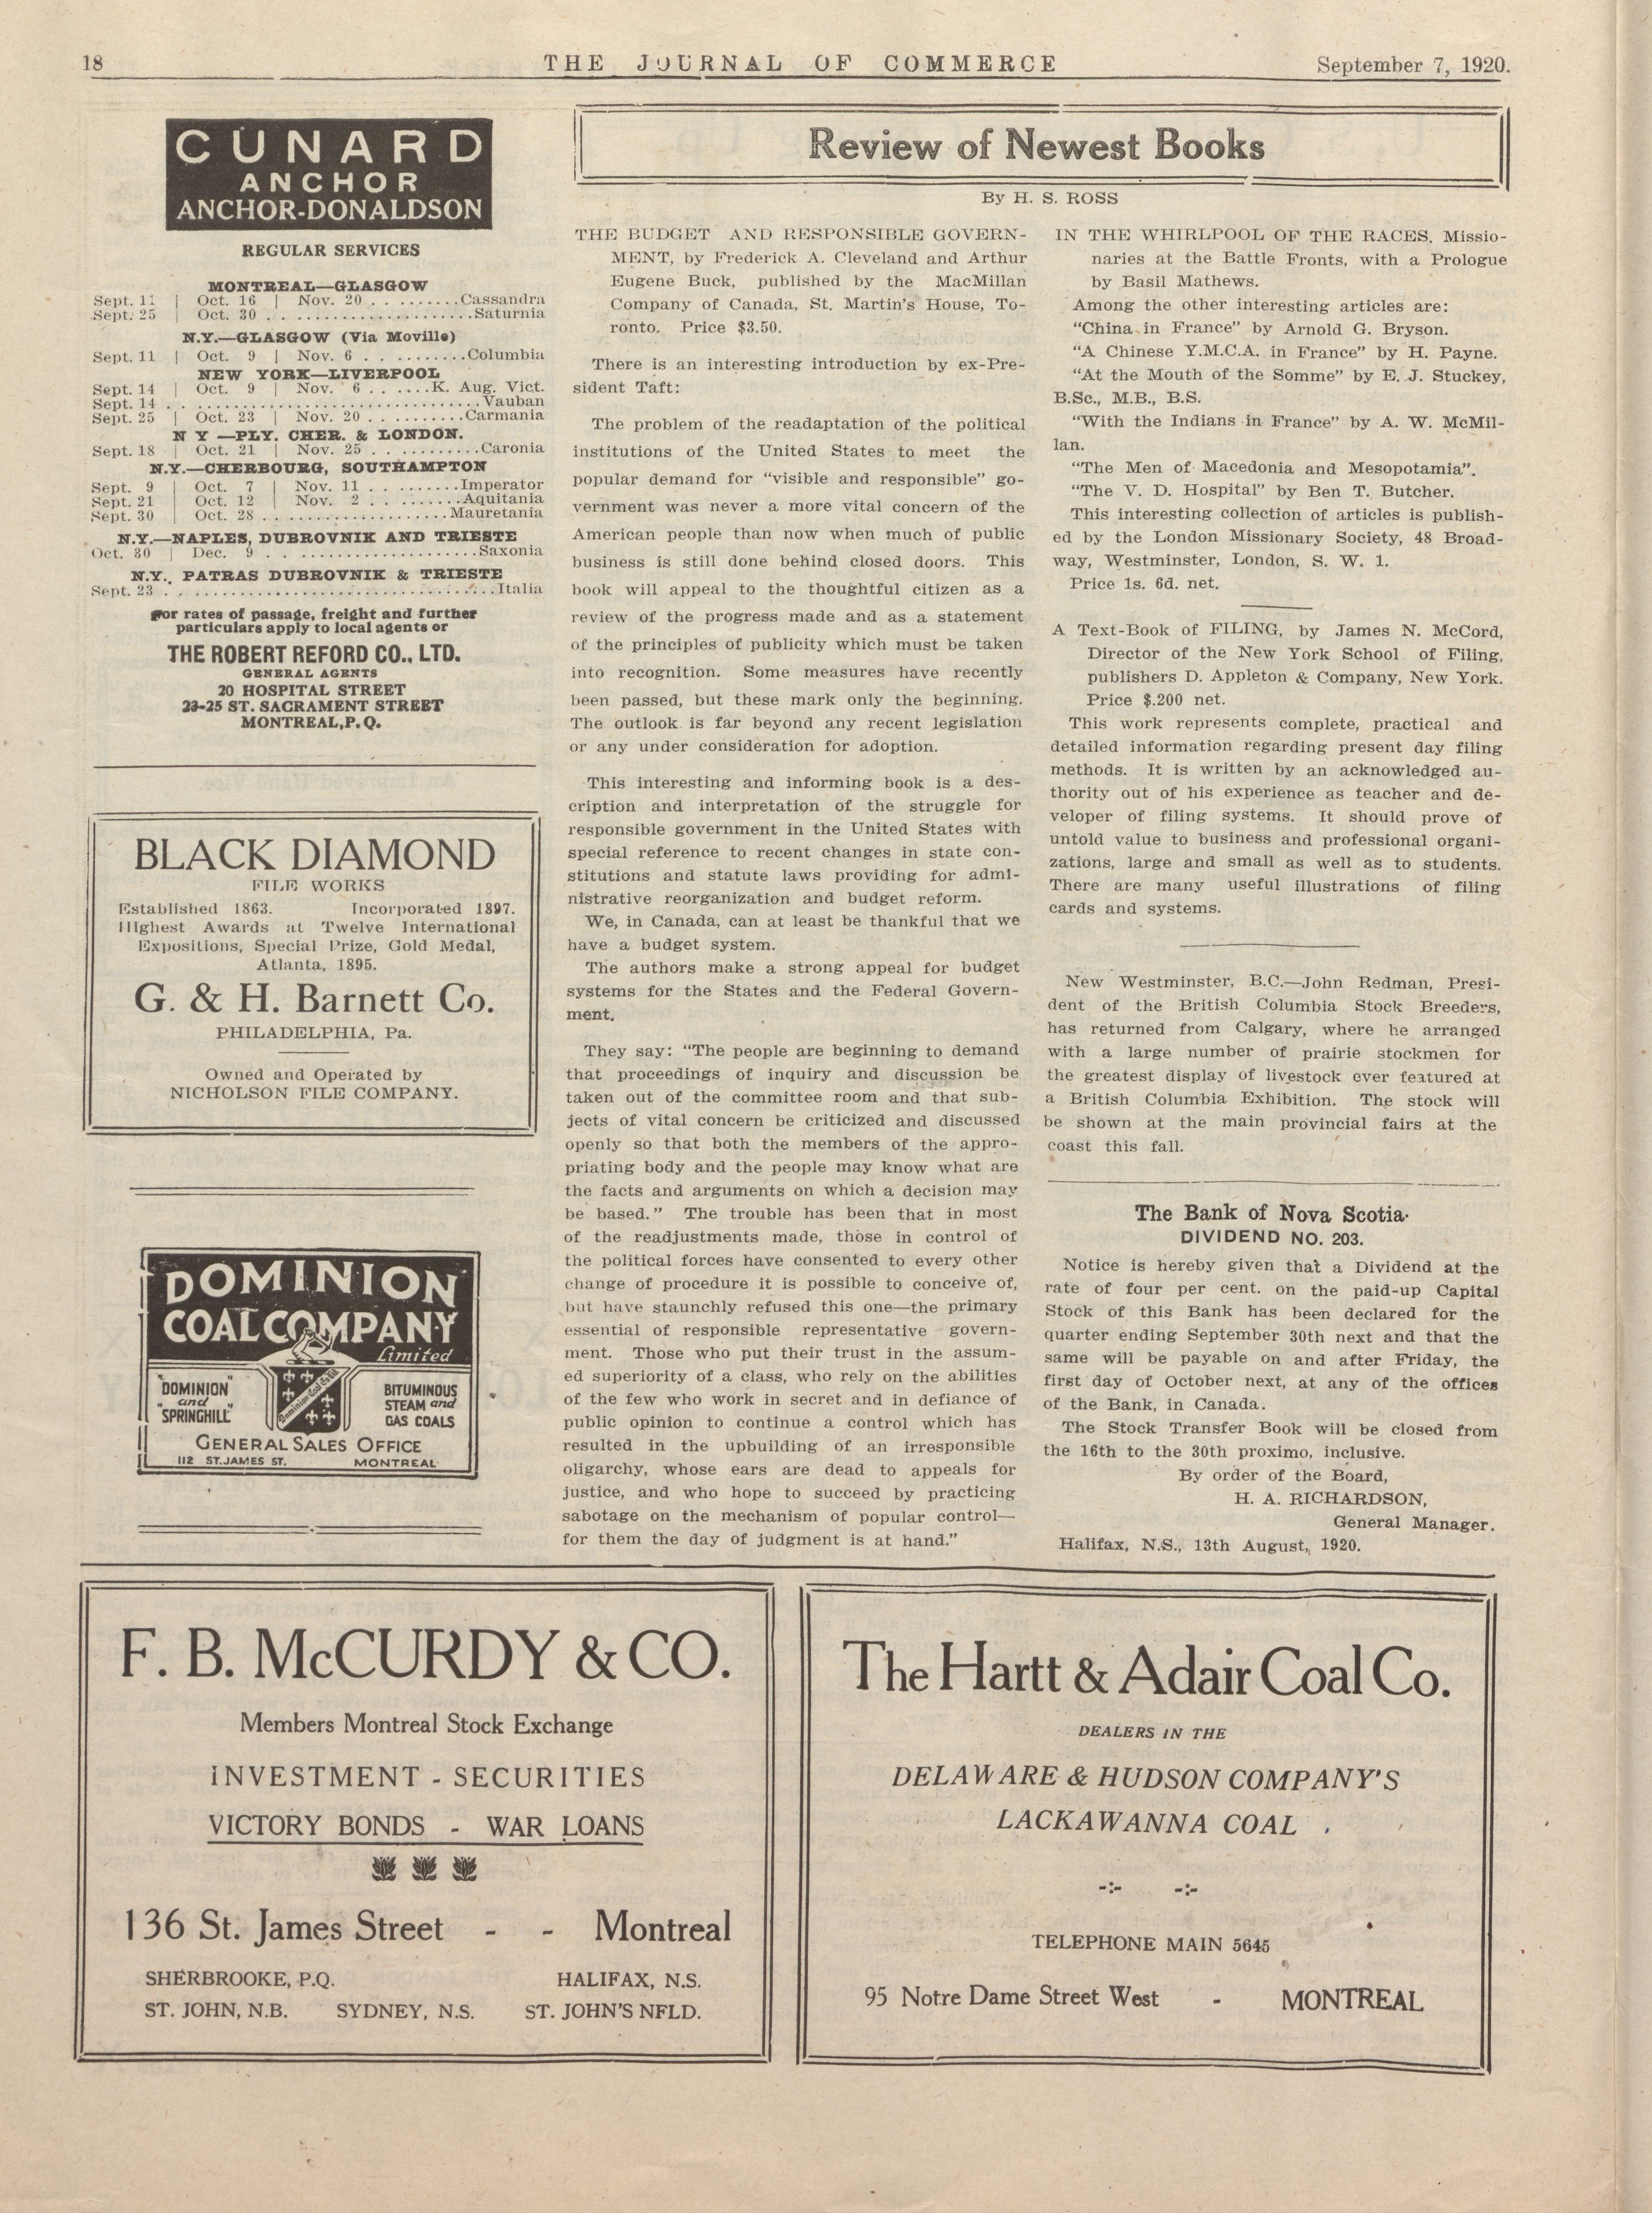 18
THE JOURNAL OF COMMERCE
September 7, 1920.
CUNARD
ANCHOR
ANCHOR-DONALDSON
REGULAR SERVICES
MONTREAL—GLASGOW
Sept. 11 | Oct. 16 | Nov. 20 . . ........Cassandra
Sept. 25 | Oct. 30 . . ....................Saturnia
N.Y.—GLASGOW (Via Moville)
Sept. 11 | Oct. 9 | Nov. 6 . . .........Columbia
NEW YORK—LIVERPOOL
Sept. 14 | Oct. 9 | Nov. 6 ......K. Aug. Vict.
Sept. 14 . . ..............................Vauban
Sept. 25 | Oct. 23 | Nov. 20 . .........Carmania
N Y —PLY. CHER. & LONDON.
Sept. 18 | Oct. 21 | Nov. 25 . .........Caronia
N.Y.—CHERBOURG, SOUTHAMPTON
Sept. 9 | Oct. 7 | Nov. 11 . . ........Imperator
Sept. 21 | Oct. 12 | Nov. 2 . . ........Aquitania
Sept. 30 | Oct. 28 . ...................Mauretania
N.Y.—NAPLES, DUBROVNIK AND TRIESTE
Oct. 30 | Dec. 9 . . ...................Saxonia
N.Y., PATRAS DUBROVNIK & TRIESTE
Sept. 23 . . ..............................Italia
For rates of passage, freight and further
particulars apply to local agents or
THE ROBERT REFORD CO., LTD.
GENERAL AGENTS
20 HOSPITAL STREET
23-25 ST. SACRAMENT STREET
MONTREAL,P.Q.
BLACK DIAMOND
FILE WORKS
Established 1863. Incorporated 1897.
Highest Awards at Twelve International
Expositions, Special Prize, Gold Medal,
Atlanta, 1895.
G. & H. Barnett Co.
PHILADELPHIA, Pa.
Owned and Operated by
NICHOLSON FILE COMPANY.
DOMINION
COAL COMPANY
Limited
"DOMINION"
and
"SPRINGHILL"
Dominion Coal Co Ltd
BITUMINOUS
STEAM and
GAS COALS
GENERAL SALES OFFICE
112 ST. JAMES ST. MONTREAL
Review of Newest Books
By H. S. ROSS
THE BUDGET AND RESPONSIBLE GOVERN-
MENT, by Frederick A. Cleveland and Arthur
Eugene Buck, published by the MacMillan
Company of Canada, St. Martin's House, To-
ronto. Price $3.50.
There is an interesting introduction by ex-Pre-
sident Taft:
The problem of the readaptation of the political
institutions of the United States to meet the
popular demand for "visible and responsible" go-
vernment was never a more vital concern of the
American people than now when much of public
business is still done behind closed doors. This
book will appeal to the thoughtful citizen as a
review of the progress made and as a statement
of the principles of publicity which must be taken
into recognition. Some measures have recently
been passed, but these mark only the beginning.
The outlook is far beyond any recent legislation
or any under consideration for adoption.
This interesting and informing book is a des-
cription and interpretation of the struggle for
responsible government in the United States with
special reference to recent changes in state con-
stitutions and statute laws providing for admi-
nistrative reorganization and budget reform.
We, in Canada, can at least be thankful that we
have a budget system.
The authors make a strong appeal for budget
systems for the States and the Federal Govern-
ment.
They say: "The people are beginning to demand
that proceedings of inquiry and discussion be
taken out of the committee room and that sub-
jects of vital concern be criticized and discussed
openly so that both the members of the appro-
priating body and the people may know what are
the facts and arguments on which a decision may
be based." The trouble has been that in most
of the readjustments made, those in control of
the political forces have consented to every other
change of procedure it is possible to conceive of,
but have staunchly refused this one—the primary
essential of responsible representative govern-
ment. Those who put their trust in the assum-
ed superiority of a class, who rely on the abilities
of the few who work in secret and in defiance of
public opinion to continue a control which has
resulted in the upbuilding of an irresponsible
oligarchy, whose ears are dead to appeals for
justice, and who hope to succeed by practicing
sabotage on the mechanism of popular control—
for them the day of judgment is at hand."
IN THE WHIRLPOOL OF THE RACES. Missio-
naries at the Battle Fronts, with a Prologue
by Basil Mathews.
Among the other interesting articles are:
"China in France" by Arnold G. Bryson.
"A Chinese Y.M.C.A. in France" by H. Payne.
"At the Mouth of the Somme" by E. J. Stuckey,
B.Sc., M.B., B.S.
"With the Indians in France" by A. W. McMil-
lan.
"The Men of Macedonia and Mesopotamia".
"The V. D. Hospital" by Ben T. Butcher.
This interesting collection of articles is publish-
ed by the London Missionary Society, 48 Broad-
way, Westminster, London, S. W. 1.
Price 1s. 6d. net.
A Text-Book of FILING, by James N. McCord,
Director of the New York School of Filing,
publishers D. Appleton & Company, New York.
Price $.200 net.
This work represents complete, practical and
detailed information regarding present day filing
methods. It is written by an acknowledged au-
thority out of his experience as teacher and de-
veloper of filing systems. It should prove of
untold value to business and professional organi-
zations, large and small as well as to students.
There are many useful illustrations of filing
cards and systems.
New Westminster, B.C.—John Redman, Presi-
dent of the British Columbia Stock Breeders,
has returned from Calgary, where he arranged
with a large number of prairie stockmen for
the greatest display of livestock ever featured at
a British Columbia Exhibition. The stock will
be shown at the main provincial fairs at the
coast this fall.
The Bank of Nova Scotia
DIVIDEND NO. 203.
Notice is hereby given that a Dividend at the
rate of four per cent. on the paid-up Capital
Stock of this Bank has been declared for the
quarter ending September 30th next and that the
same will be payable on and after Friday, the
first day of October next, at any of the offices
of the Bank, in Canada.
The Stock Transfer Book will be closed from
the 16th to the 30th proximo, inclusive.
By order of the Board,
H. A. RICHARDSON,
General Manager.
Halifax, N.S., 13th August, 1920.
F. B. McCURDY & CO.
Members Montreal Stock Exchange
INVESTMENT - SECURITIES
VICTORY BONDS - WAR LOANS
136 St. James Street - - Montreal
SHERBROOKE, P.Q. HALIFAX, N.S.
ST. JOHN, N.B. SYDNEY, N.S. ST. JOHN'S NFLD.
The Hartt & Adair Coal Co.
DEALERS IN THE
DELAWARE & HUDSON COMPANY'S
LACKAWANNA COAL
-:- -:-
TELEPHONE MAIN 5645
95 Notre Dame Street West - MONTREAL